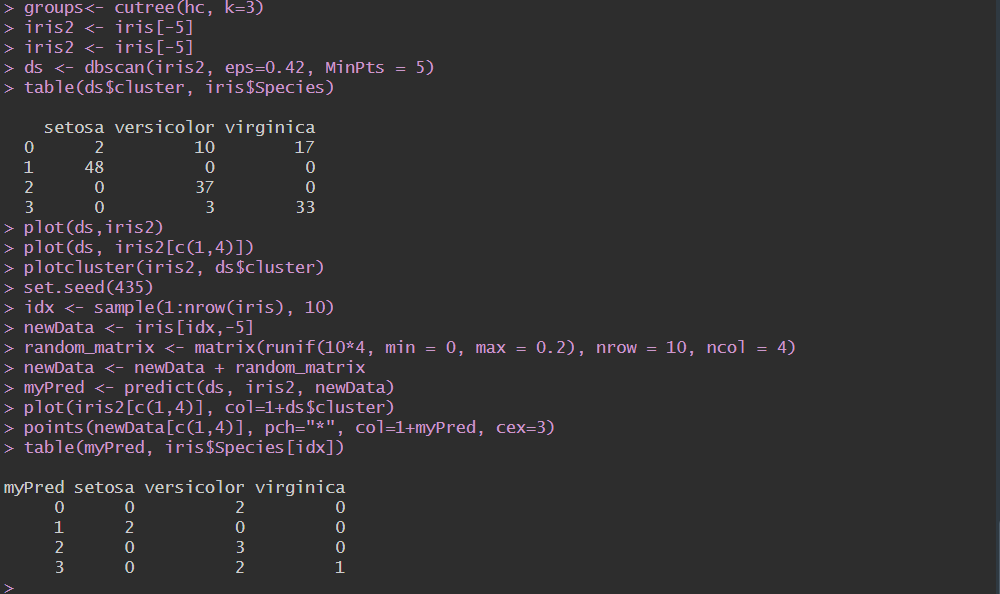 > groups<- cutree(hc, k=3)
> iris2 <- iris[-5]
> iris2 <- iris[-5]
> ds <- dbscan(iris2, eps=0.42, MinPts = 5)
> table(ds$cluster, iris$Species)
    setosa versicolor virginica
  0      2         10        17
  1     48          0         0
  2      0         37         0
  3      0          3        33
> plot(ds,iris2)
> plot(ds, iris2[c(1,4)])
> plotcluster(iris2, ds$cluster)
> set.seed(435)
> idx <- sample(1:nrow(iris), 10)
> newData <- iris[idx,-5]
> random_matrix <- matrix(runif(10*4, min = 0, max = 0.2), nrow = 10, ncol = 4)
> newData <- newData + random_matrix
> myPred <- predict(ds, iris2, newData)
> plot(iris2[c(1,4)], col=1+ds$cluster)
> points(newData[c(1,4)], pch="*", col=1+myPred, cex=3)
> table(myPred, iris$Species[idx])
myPred setosa versicolor virginica
     0      0          2         0
     1      2          0         0
     2      0          3         0
     3      0          2         1
>